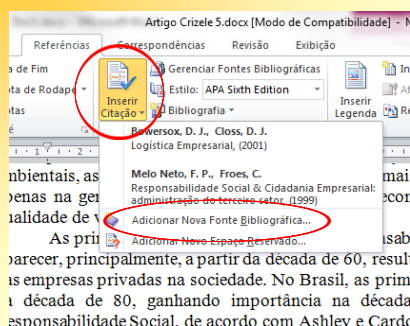 Artigo Crizele 5.docx [Modo de Compatibilidade] -
Referências Correspondências Revisão Exibição
a de Fim
de Rodapé
otas
Inserir
Citação
Gerenciar Fontes Bibliográficas
Estilo: APA Sixth Edition
Bibliografia
Inserir
Legenda
Bowersox, D. J., Closs, D. J.
Logística Empresarial, (2001)
Melo Neto, F. P., Froes, C.
Responsabilidade Social & Cidadania Empresarial:
administração do terceiro setor, (1999)
Adicionar Nova Fonte Bibliográfica...
Adicionar Novo Espaço Reservado...
mbientais, as
penas na ger
ualidade de v
As pri
parecer, principalmente, a partir da década de 60, result
as empresas privadas na sociedade. No Brasil, as prim
a década de 80, ganhando importância na década
esponsabilidade Social, de acordo com Ashley e Cardo